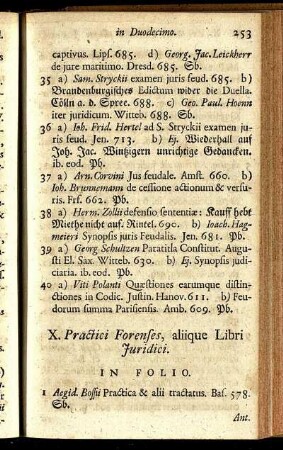 in Duodecimo. 253
captivus. Lips. 685. d) Georg. Jac. Leickherr
de jure maritimo. Dresd. 685. Sb.
35 a) Sam. Stryckii examen juris feud. 685. b)
Brandenburgisches Edictum wider die Duella.
Cölln a. d. Spree. 688. c) Geo. Paul. Hœnn
iter juridicum. Witteb. 688. Sb.
36 a) Ioh. Frid. Hertel ad S. Stryckii examen ju-
ris feud. Jen. 713. b) Ej. Wiederhall auf
Joh. Jac. Wintzigern unrichtige Gedancken.
ib. eod. Pb.
37 a) Arn. Corvini Jus feudale. Amst. 660. b)
Ioh. Brunnemann de cessione actionum & versu-
ris. Frf. 662. Pb.
38 a) Herm. Zollii defensio sententiæ: Kauff hebt
Miethe nicht auf. Rintel. 690. b) Ioach. Hag-
meieri Synopsis juris Feudalis. Jen. 681. Pb.
39 a) Georg. Schultzen Paratitla Constitut. Augu-
sti El. Sax. Witteb. 630. b) Ej. Synopsis judi-
ciaria. ib. eod. Pb.
40 a) Viti Polanti Quæstiones earumque distin-
ctiones in Codic. Justin. Hanov. 611. b) Feu-
dorum summa Parisiensis. Amb. 609. Pb.
X. Practici Forenses, aliique Libri
Juridici.
IN FOLIO.
1 Aegid. Bossii Practica & alii tractatus. Bas. 578.
Sb.
Ant.